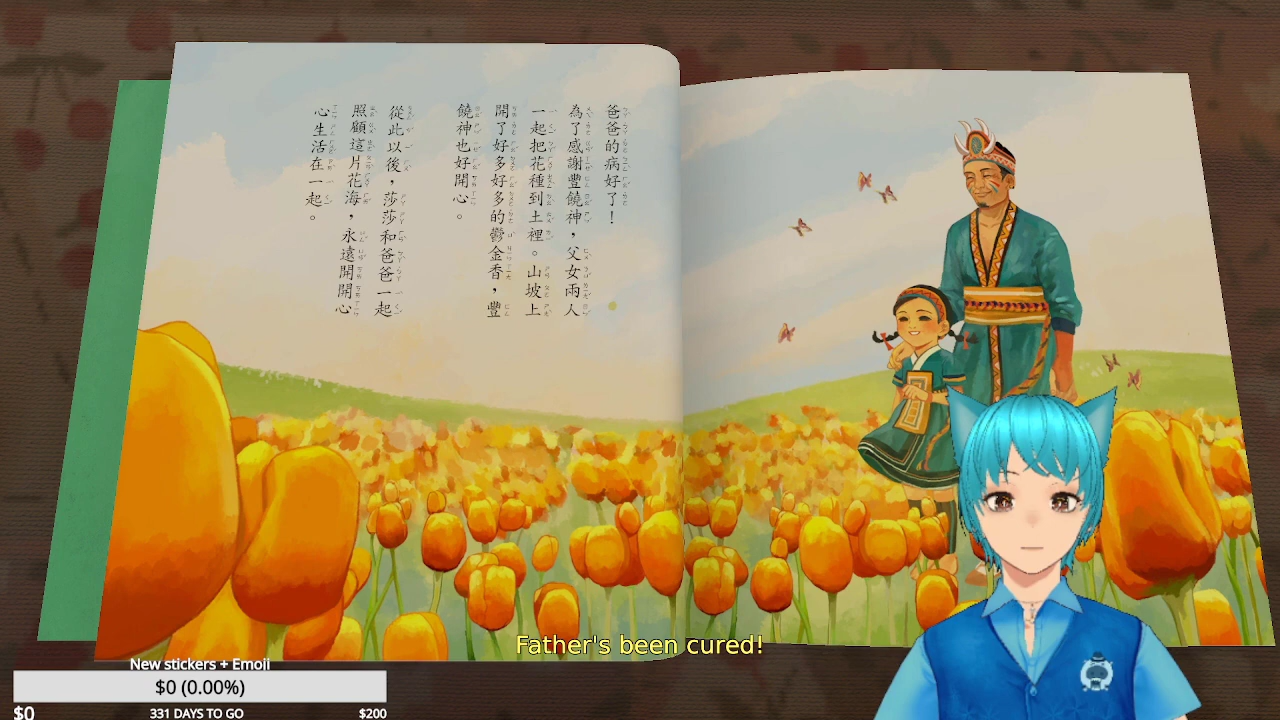 爸爸的病好了！
為了感謝豐饒神，父女兩人
一起把花種到土裡。山坡上
開了好多好多的鬱金香，豐
饒神也好開心。
從此以後，莎莎和爸爸一起
照顧這片花海，永遠開開心
心生活在一起。
Father's been cured!
New stickers + Emoji
$0 (0.00%)
$0 331 DAYS TO GO $200